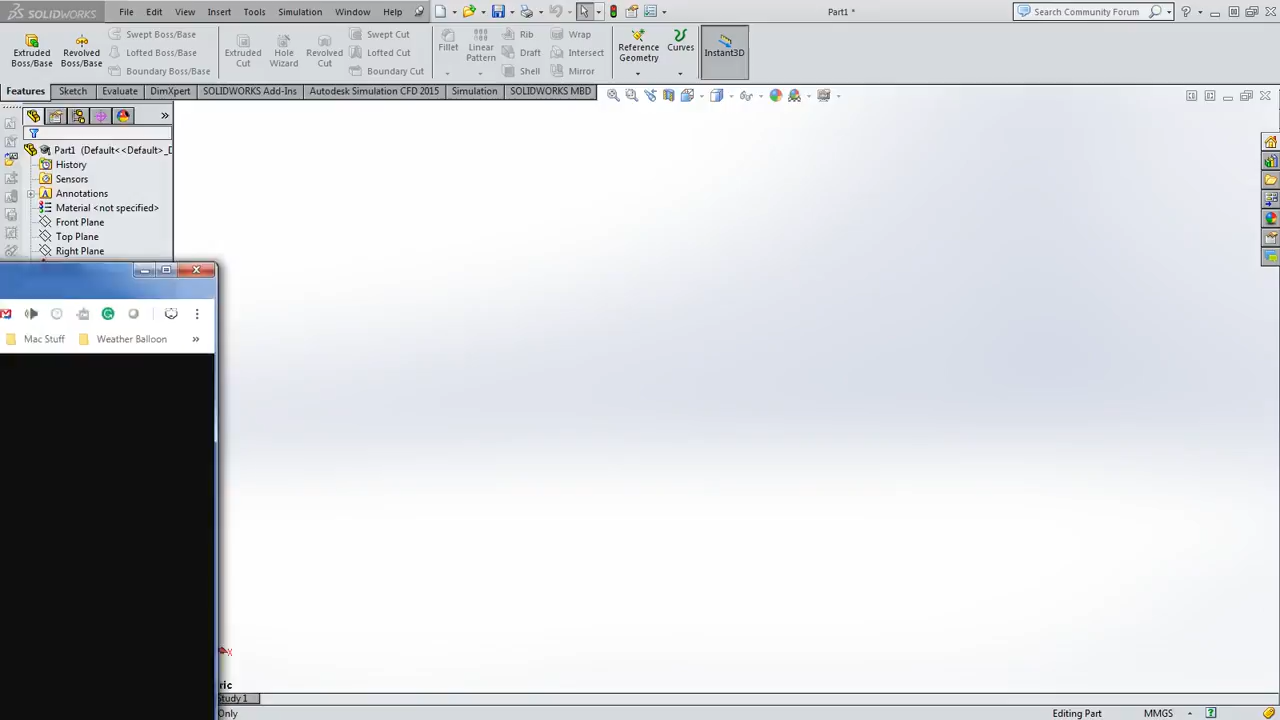 SOLIDWORKS File Edit View Insert Tools Simulation Window Help Part1 * Search Community Forum ?
Extruded Boss/Base Revolved Boss/Base Swept Boss/Base Lofted Boss/Base Boundary Boss/Base Extruded Cut Hole Wizard Revolved Cut Swept Cut Lofted Cut Boundary Cut Fillet Linear Pattern Rib Draft Shell Wrap Intersect Mirror Reference Geometry Curves Instant3D
Features Sketch Evaluate DimXpert SOLIDWORKS Add-Ins Autodesk Simulation CFD 2015 Simulation SOLIDWORKS MBD
Part1 (Default<<Default>_D
History
Sensors
Annotations
Material <not specified>
Front Plane
Top Plane
Right Plane
Mac Stuff Weather Balloon »
X
ric
Study 1
Only Editing Part MMGS